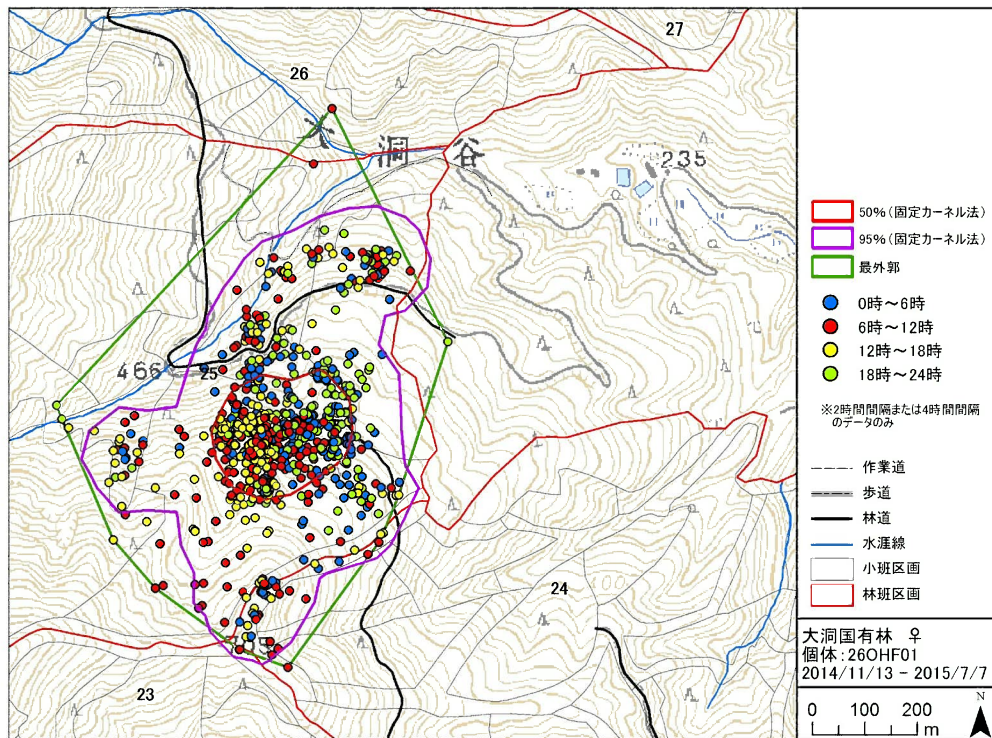 27
26
大洞谷
235
466
25
24
23
50%(固定カーネル法)
95%(固定カーネル法)
最外郭
0時～6時
6時～12時
12時～18時
18時～24時
※2時間間隔または4時間間隔
のデータのみ
作業道
歩道
林道
水涯線
小班区画
林班区画
大洞国有林 ♀
個体:26OHF01
2014/11/13 - 2015/7/7
N
0 100 200
m